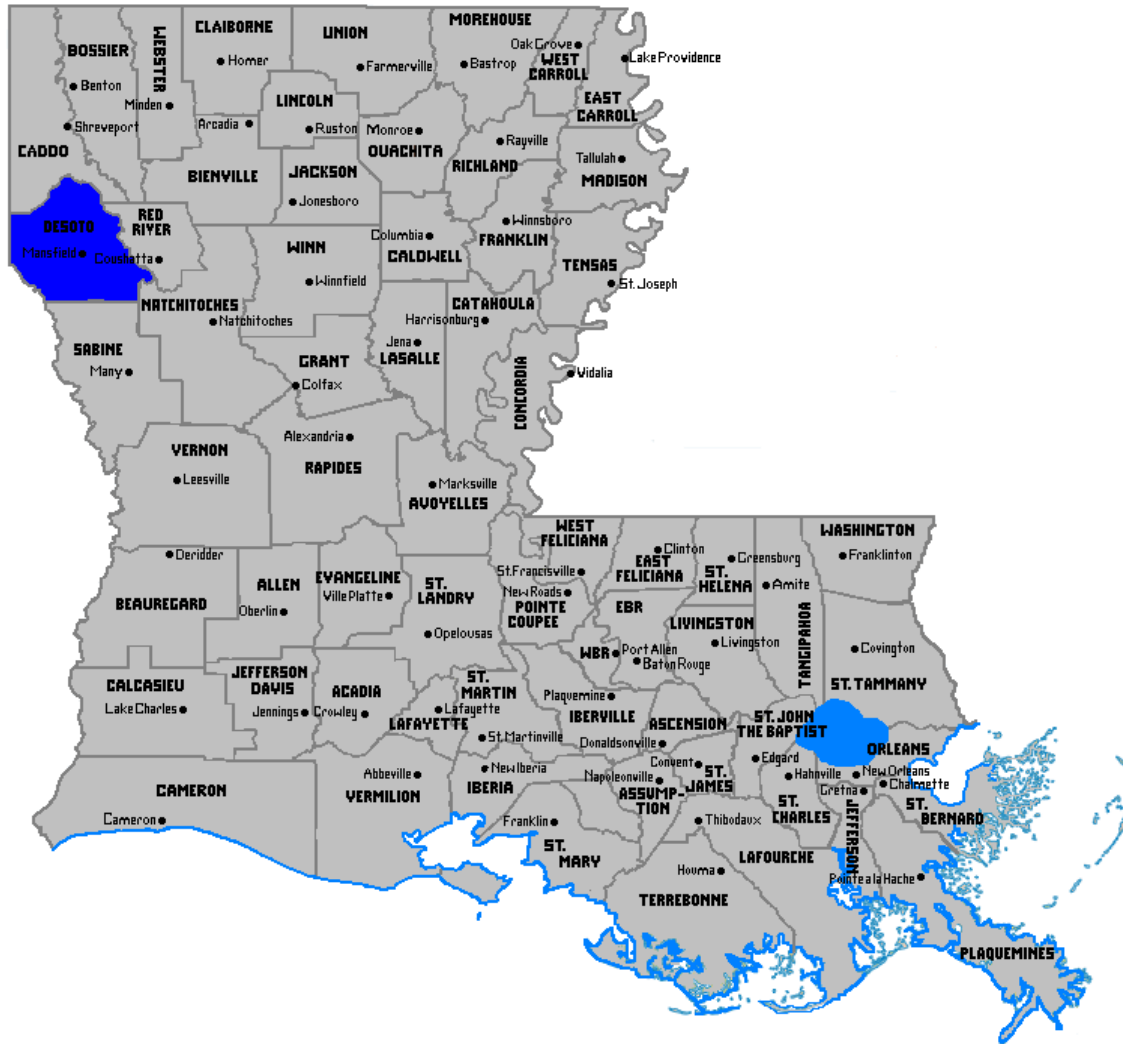 MOREHOUSE
CLAIBORNE
UNION
BOSSIER
WEBSTER
Oak Grove
WEST
CARROLL
Lake Providence
Homer
Farmerville
Bastrop
Benton
LINCOLN
EAST
CARROLL
Minden
Shreveport
Arcadia
Ruston
Monroe
OUACHITA
Rayville
CADDO
RICHLAND
Tallulah
MADISON
BIENVILLE
JACKSON
Jonesboro
RED
RIVER
DESOTO
Winnsboro
FRANKLIN
Columbia
CALDWELL
WINN
Mansfield
Coushatta
TENSAS
Winnfield
St. Joseph
NATCHITOCHES
Natchitoches
CATAHOULA
Harrisonburg
SABINE
Many
GRANT
Colfax
Jena
LASALLE
CONCORDIA
Vidalia
Alexandria
RAPIDES
VERNON
Leesville
Marksville
AVOYELLES
WEST
FELICIANA
WASHINGTON
Franklinton
Deridder
Clinton
EAST
FELICIANA
Greensburg
ST.
HELENA
St. Francisville
New Roads
POINTE
COUPEE
Amite
ALLEN
Oberlin
EVANGELINE
Ville Platte
ST.
LANDRY
Opelousas
BEAUREGARD
EBR
LIVINGSTON
Livingston
TANGIPAHOA
Covington
ST. TAMMANY
WBR
Port Allen
Baton Rouge
CALCASIEU
Lake Charles
JEFFERSON
DAVIS
Jennings
ACADIA
Crowley
ST.
MARTIN
Lafayette
LAFAYETTE
St. Martinville
Plaquemine
IBERVILLE
ASCENSION
Donaldsonville
ST. JOHN
THE BAPTIST
ORLEANS
Edgard
New Orleans
Chalmette
Hahnville
Gretna
Convent
ST.
JAMES
Napoleonville
ASSUMP-
TION
New Iberia
IBERIA
Abbeville
VERMILION
CAMERON
Cameron
Franklin
ST.
MARY
Thibodaux
ST.
CHARLES
JEFFERSON
ST.
BERNARD
LAFOURCHE
Houma
TERREBONNE
Pointe a la Hache
PLAQUEMINES